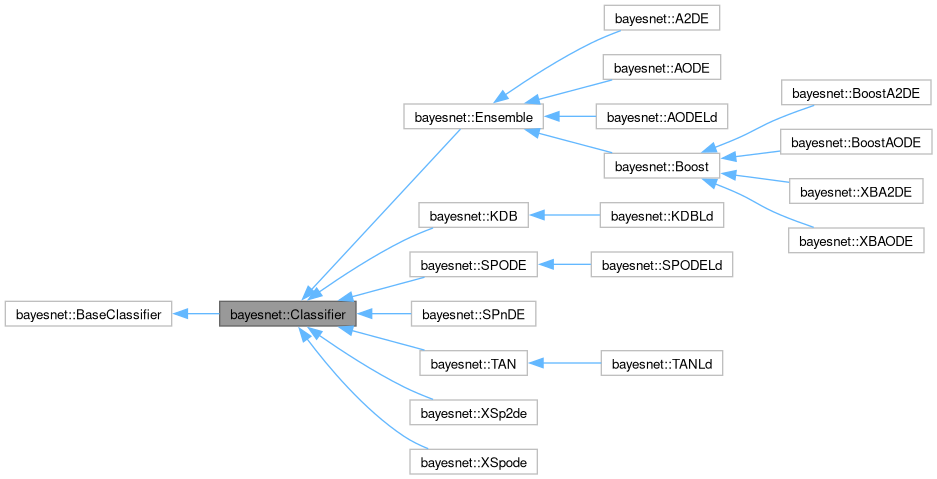 bayesnet::A2DE
bayesnet::AODE
bayesnet::BoostA2DE
bayesnet::Ensemble
bayesnet::AODELd
bayesnet::BoostAODE
bayesnet::Boost
bayesnet::XBA2DE
bayesnet::KDB
bayesnet::KDBLd
bayesnet::XBAODE
bayesnet::SPODE
bayesnet::SPODELd
bayesnet::BaseClassifier
bayesnet::Classifier
bayesnet::SPnDE
bayesnet::TAN
bayesnet::TANLd
bayesnet::XSp2de
bayesnet::XSpode